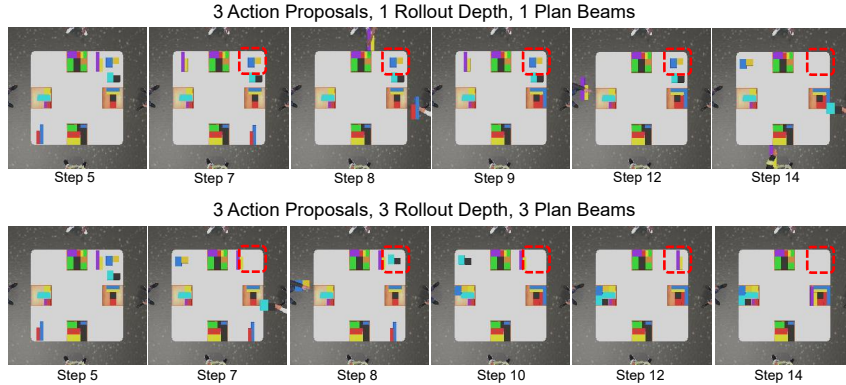 3 Action Proposals, 1 Rollout Depth, 1 Plan Beams
Step 5
Step 7
Step 8
Step 9
Step 12
Step 14
3 Action Proposals, 3 Rollout Depth, 3 Plan Beams
Step 5
Step 7
Step 8
Step 10
Step 12
Step 14